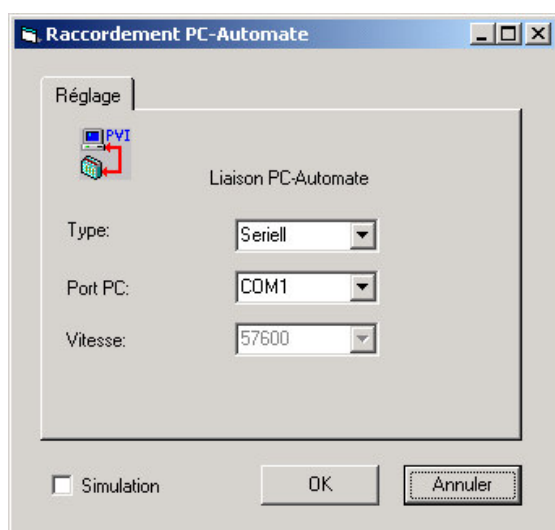 Raccordement PC-Automate
Réglage
PVI
Liaison PC-Automate
Type: Seriell
Port PC: COM1
Vitesse: 57600
Simulation OK Annuler